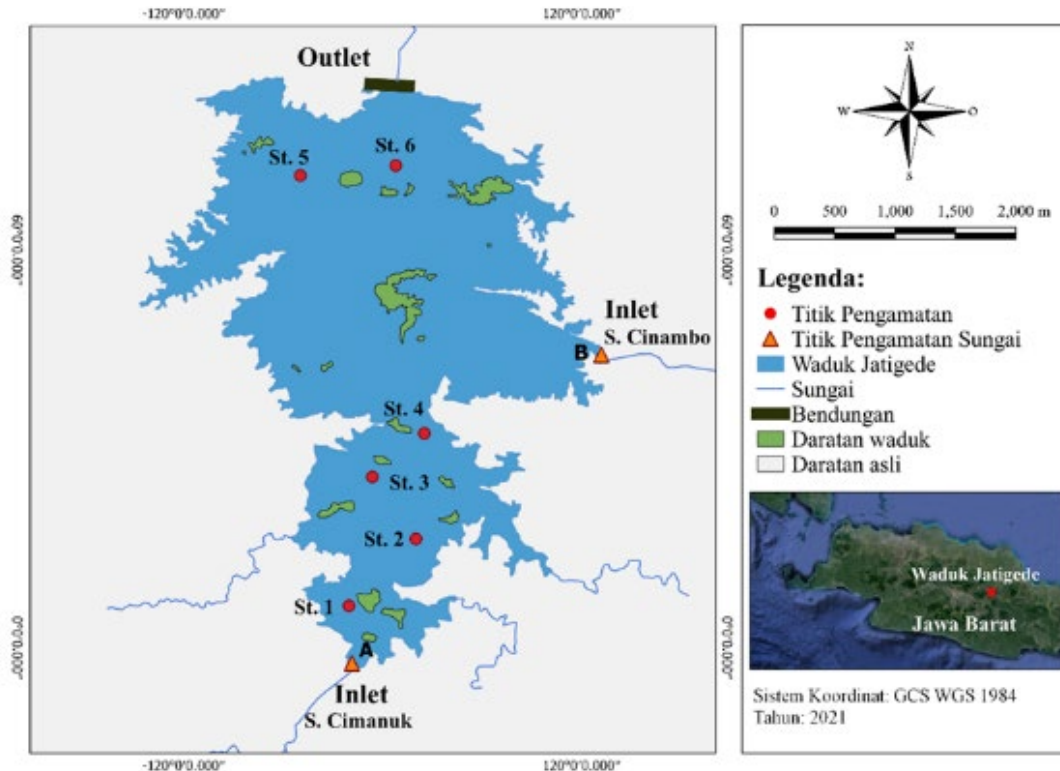 -120°0'0.000"
120°0'0.000"
Outlet
St. 5
St. 6
Inlet
S. Cinambo
B
St. 4
St. 3
St. 2
St. 1
A
Inlet
S. Cimanuk
60°0'0.000"
60°0'0.000"
0°0'0.000"
0°0'0.000"
-120°0'0.000"
120°0'0.000"
N
W
O
S
0 500 1,000 1,500 2,000 m
Legenda:
Titik Pengamatan
Titik Pengamatan Sungai
Waduk Jatigede
Sungai
Bendungan
Daratan waduk
Daratan asli
Waduk Jatigede
Jawa Barat
Sistem Koordinat: GCS WGS 1984
Tahun: 2021